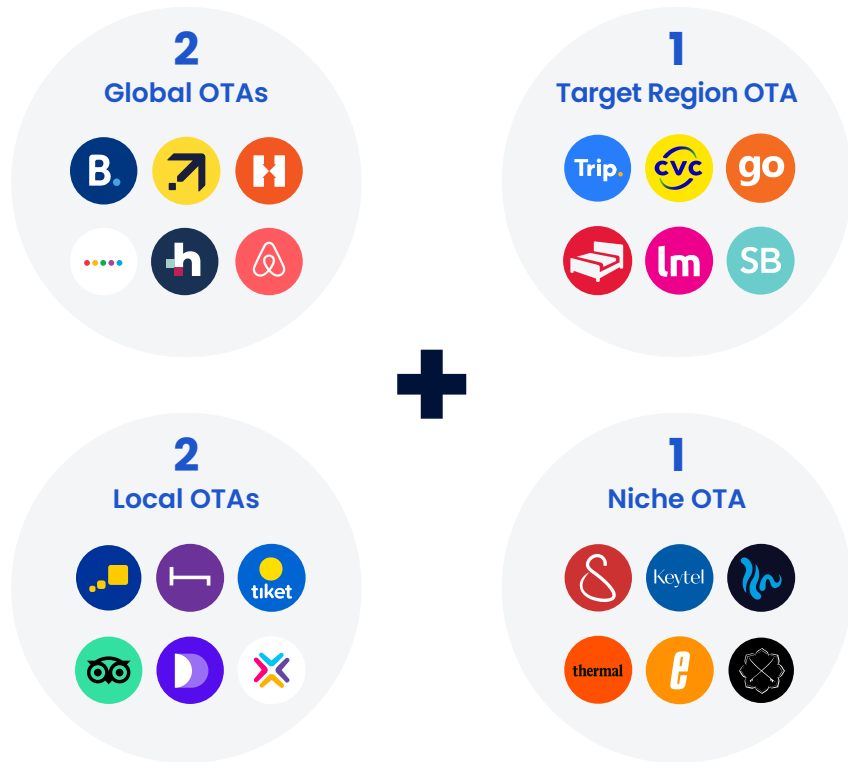 2
Global OTAs
B.
h
1
Target Region OTA
Trip.
cvc
go
lm
SB
2
Local OTAs
tiket
1
Niche OTA
Keytel
thermal
e